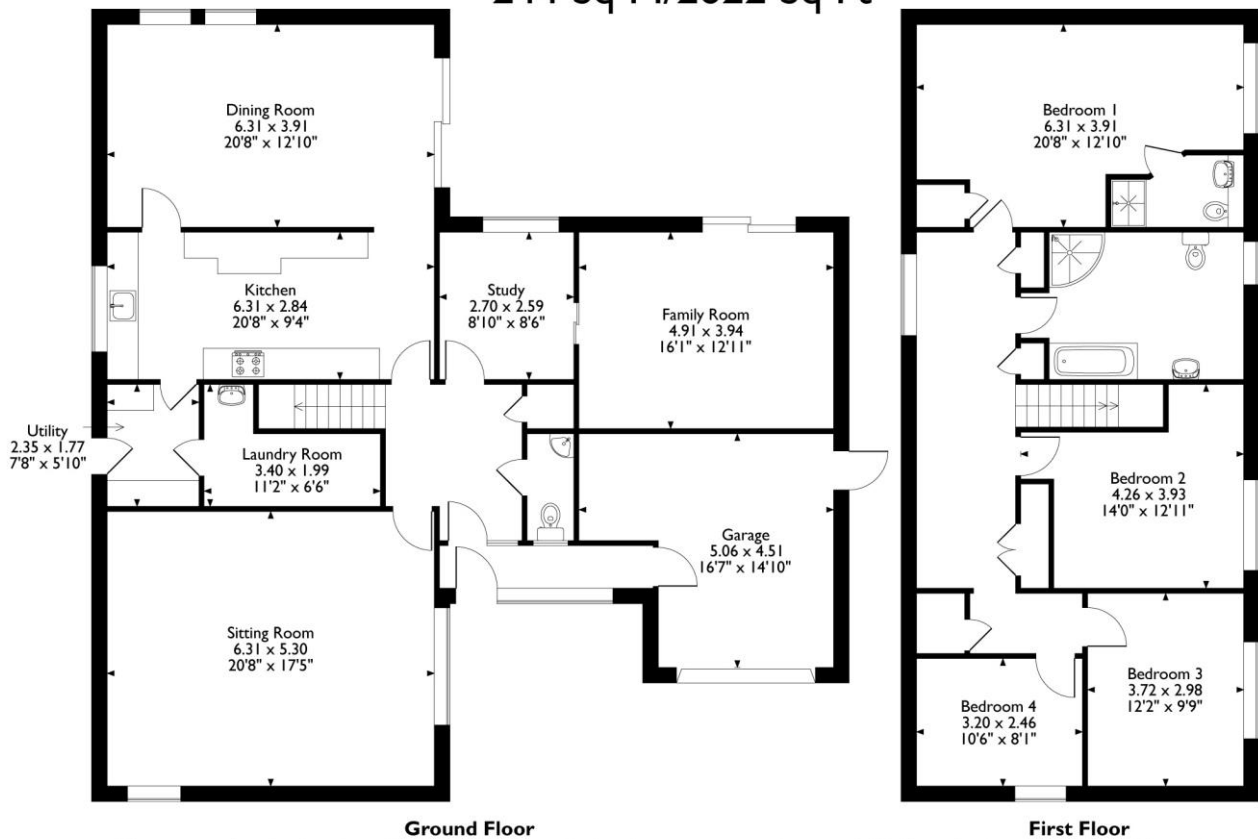 244 Sq M/2622 Sq Ft
Dining Room
6.31 x 3.91
20'8" x 12'10"
Kitchen
6.31 x 2.84
20'8" x 9'4"
Study
2.70 x 2.59
8'10" x 8'6"
Family Room
4.91 x 3.94
16'1" x 12'11"
Utility
2.35 x 1.77
7'8" x 5'10"
Laundry Room
3.40 x 1.99
11'2" x 6'6"
Garage
5.06 x 4.51
16'7" x 14'10"
Sitting Room
6.31 x 5.30
20'8" x 17'5"
Ground Floor
Bedroom 1
6.31 x 3.91
20'8" x 12'10"
Bedroom 2
4.26 x 3.93
14'0" x 12'11"
Bedroom 3
3.72 x 2.98
12'2" x 9'9"
Bedroom 4
3.20 x 2.46
10'6" x 8'1"
First Floor